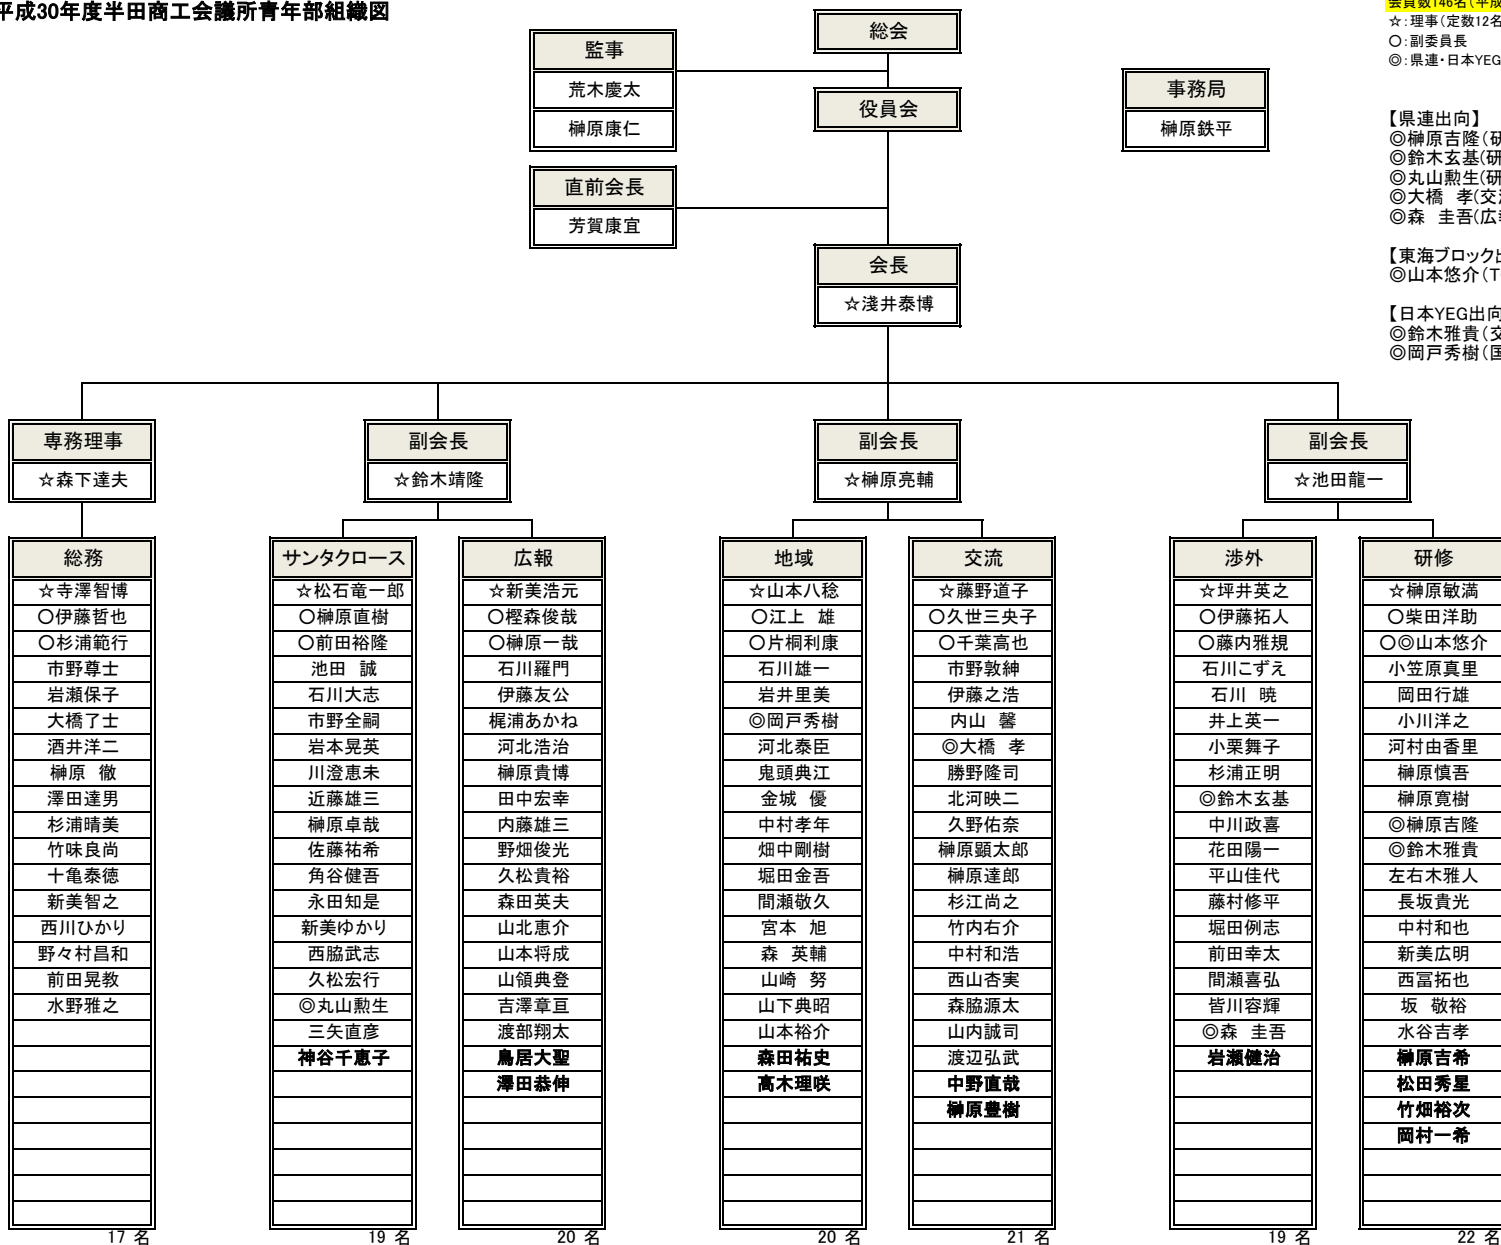 平成30年度半田商工会議所青年部組織図
会員数146名(平成
☆:理事(定数12名
○:副委員長
◎:県連・日本YEG
総会
監事
荒木慶太
榊原康仁
役員会
事務局
榊原鉄平
直前会長
芳賀康宜
会長
☆淺井泰博
【県連出向】
◎榊原吉隆(研
◎鈴木玄基(研
◎丸山勲生(研
◎大橋 孝(交流
◎森 圭吾(広報
【東海ブロック出
◎山本悠介(T
【日本YEG出向
◎鈴木雅貴(交
◎岡戸秀樹(国
専務理事
☆森下達夫
副会長
☆鈴木靖隆
副会長
☆榊原亮輔
副会長
☆池田龍一
総務
☆寺澤智博
○伊藤哲也
○杉浦範行
市野尊士
岩瀬保子
大橋了士
酒井洋二
榊原 徹
澤田達男
杉浦晴美
竹味良尚
十亀泰徳
新美智之
西川ひかり
野々村昌和
前田晃教
水野雅之
17 名
サンタクロース
☆松石竜一郎
○榊原直樹
○前田裕隆
池田 誠
石川大志
市野全嗣
岩本晃英
川澄恵未
近藤雄三
榊原卓哉
佐藤祐希
角谷健吾
永田知是
新美ゆかり
西脇武志
久松宏行
◎丸山勲生
三矢直彦
神谷千恵子
19 名
広報
☆新美浩元
○樫森俊哉
○榊原一哉
石川羅門
伊藤友公
梶浦あかね
河北浩治
榊原貴博
田中宏幸
内藤雄三
野畑俊光
久松貴裕
森田英夫
山北恵介
山本将成
山領典登
吉澤章亘
渡部翔太
鳥居大聖
澤田恭伸
20 名
地域
☆山本八稔
○江上 雄
○片桐利康
石川雄一
岩井里美
◎岡戸秀樹
河北泰臣
鬼頭典江
金城 優
中村孝年
畑中剛樹
堀田金吾
間瀬敬久
宮本 旭
森 英輔
山崎 努
山下典昭
山本裕介
森田祐史
高木理咲
20 名
交流
☆藤野道子
○久世三央子
○千葉高也
市野敦紳
伊藤之浩
内山 馨
◎大橋 孝
勝野隆司
北河映二
久野佑奈
榊原顕太郎
榊原達郎
杉江尚之
竹内右介
中村和浩
西山杏実
森脇源太
山内誠司
渡辺弘武
中野直哉
榊原豊樹
21 名
渉外
☆坪井英之
○伊藤拓人
○藤内雅規
石川こずえ
石川 暁
井上英一
小栗舞子
杉浦正明
◎鈴木玄基
中川政喜
花田陽一
平山佳代
藤村修平
堀田例志
前田幸太
間瀬喜弘
皆川容輝
◎森 圭吾
岩瀬健治
19 名
研修
☆榊原敏満
○柴田洋助
○◎山本悠介
小笠原真里
岡田行雄
小川洋之
河村由香里
榊原慎吾
榊原寛樹
◎榊原吉隆
◎鈴木雅貴
左右木雅人
長坂貴光
中村和也
新美広明
西冨拓也
坂 敬裕
水谷吉孝
榊原吉希
松田秀星
竹畑裕次
岡村一希
22 名